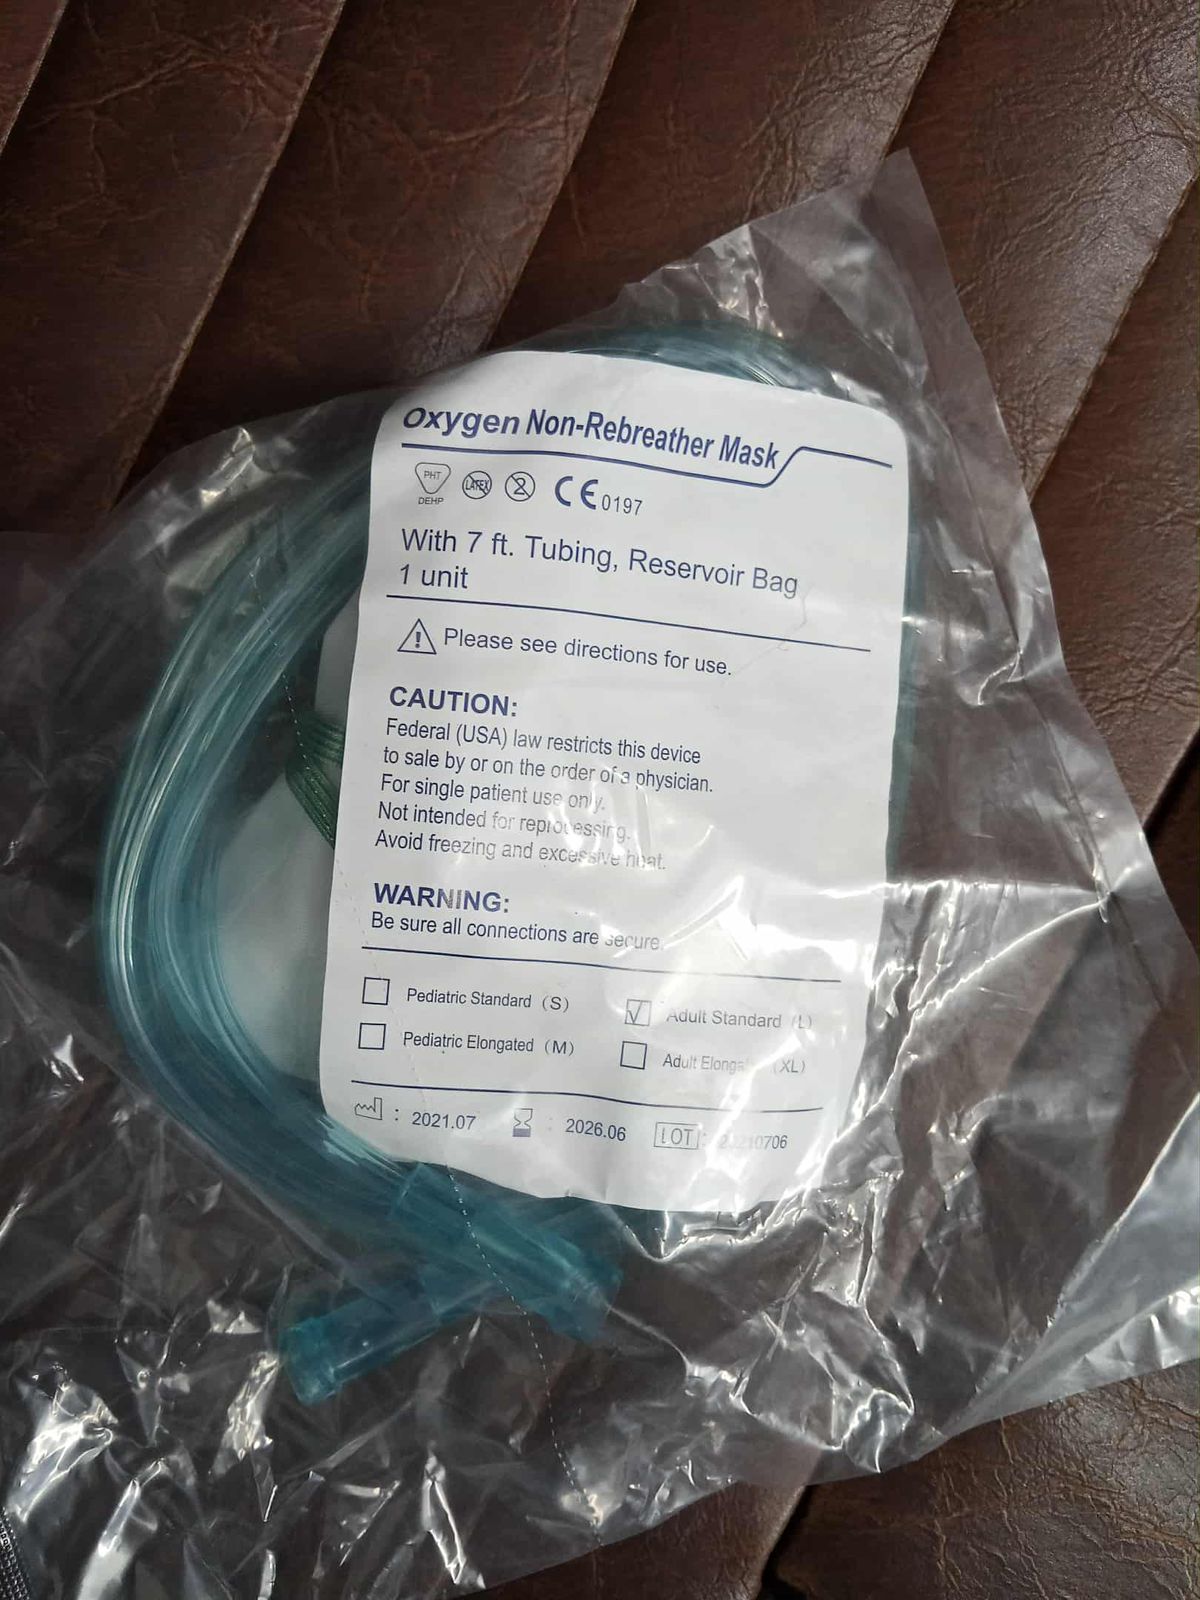 Oxygen Non-Rebreather Mask
PHT
DEHP
LATEX
2
CE 0197
With 7 ft. Tubing, Reservoir Bag
1 unit
! Please see directions for use.
CAUTION:
Federal (USA) law restricts this device
to sale by or on the order of a physician.
For single patient use only.
Not intended for reprocessing.
Avoid freezing and excessive heat.
WARNING:
Be sure all connections are secure.
Pediatric Standard (S)
Adult Standard (L)
Pediatric Elongated (M)
Adult (XL)
: 2021.07
: 2026.06
LOT :